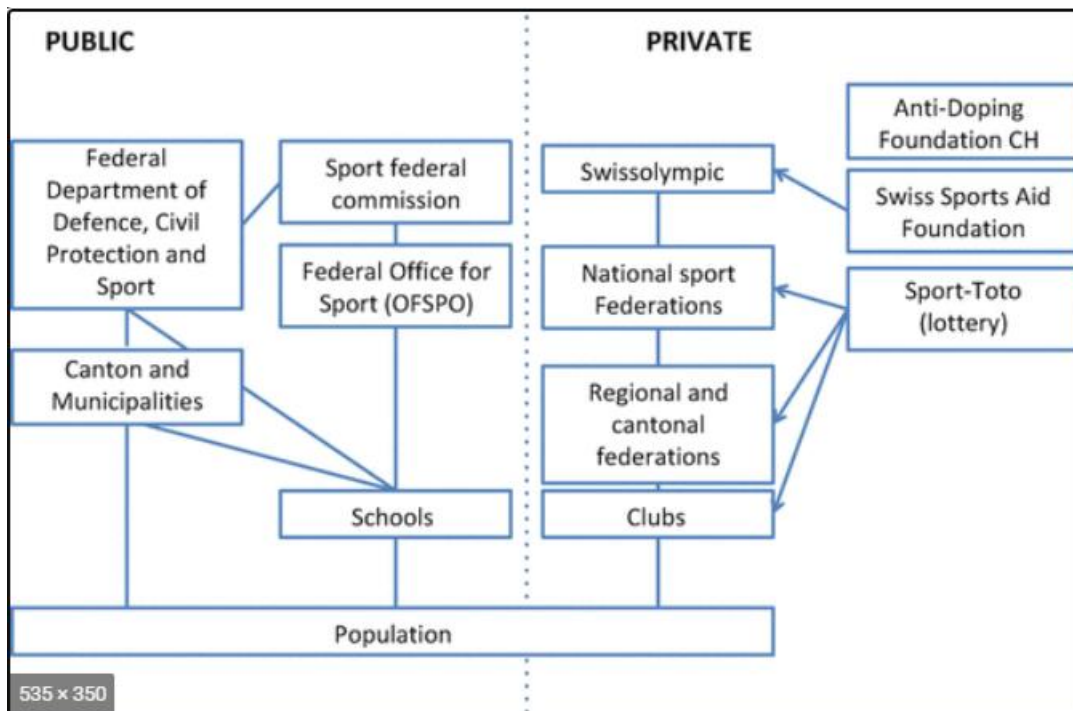 PUBLIC
PRIVATE
Federal
Department of
Defence, Civil
Protection and
Sport
Sport federal
commission
Federal Office for
Sport (OFSPO)
Canton and
Municipalities
Schools
Swissolympic
National sport
Federations
Regional and
cantonal
federations
Clubs
Anti-Doping
Foundation CH
Swiss Sports Aid
Foundation
Sport-Toto
(lottery)
Population
535 × 350